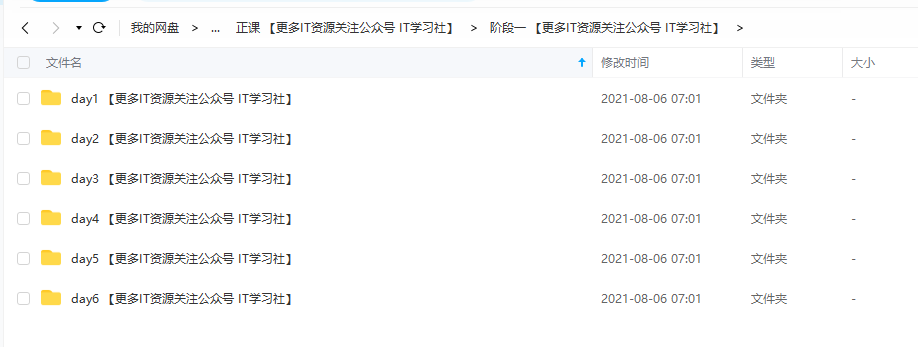 我的网盘 > ... 正课 【更多IT资源关注公众号 IT学习社】 > 阶段一 【更多IT资源关注公众号 IT学习社】 >
文件名 修改时间 类型 大小
day1 【更多IT资源关注公众号 IT学习社】 2021-08-06 07:01 文件夹 -
day2 【更多IT资源关注公众号 IT学习社】 2021-08-06 07:01 文件夹 -
day3 【更多IT资源关注公众号 IT学习社】 2021-08-06 07:01 文件夹 -
day4 【更多IT资源关注公众号 IT学习社】 2021-08-06 07:01 文件夹 -
day5 【更多IT资源关注公众号 IT学习社】 2021-08-06 07:01 文件夹 -
day6 【更多IT资源关注公众号 IT学习社】 2021-08-06 07:01 文件夹 -